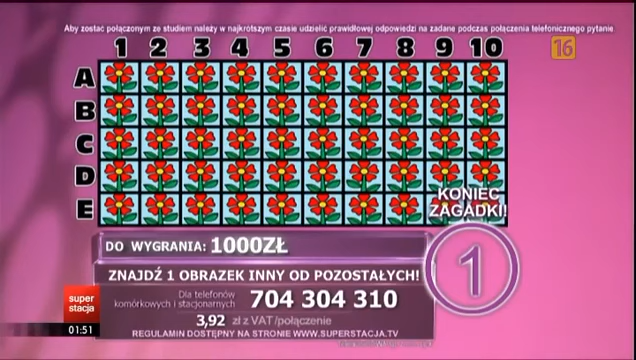 Aby zostać połączonym ze studiem należy w najkrótszym czasie udzielić prawidłowej odpowiedzi na zadane podczas połączenia telefonicznego pytanie.
1 2 3 4 5 6 7 8 9 10
16
A
B
C
D
E
KONIEC
ZAGADKI!
DO WYGRANIA: 1000ZŁ
1
ZNAJDŹ 1 OBRAZEK INNY OD POZOSTAŁYCH!
Dla telefonów
komórkowych i stacjonarnych
704 304 310
3,92 zł z VAT/połączenie
REGULAMIN DOSTĘPNY NA STRONIE WWW.SUPERSTACJA.TV
super
stacja
01:51